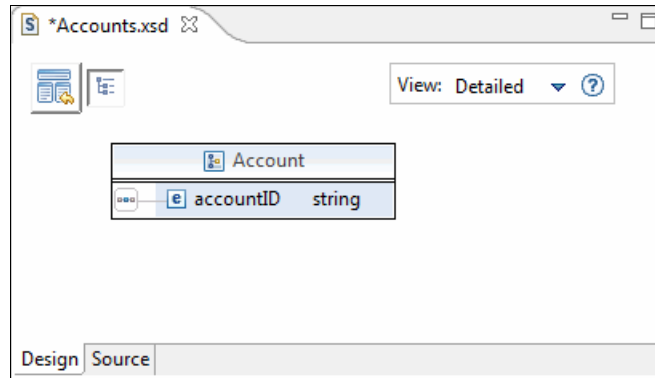 S *Accounts.xsd
View: Detailed ?
Account
e accountID string
Design Source